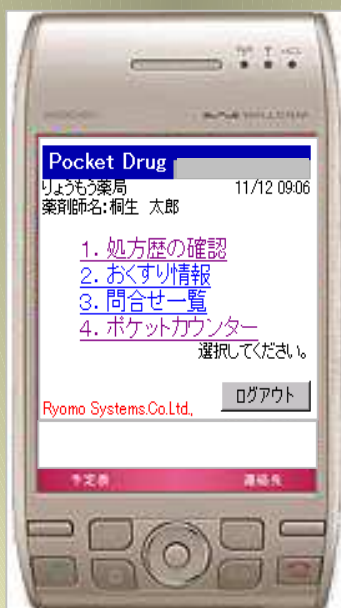 Pocket Drug
りょうもう薬局 11/12 09:06
薬剤師名:桐生 太郎
1. 処方歴の確認
2. おくすり情報
3. 問合せ一覧
4. ポケットカウンター
選択してください。
ログアウト
Ryomo Systems.Co.Ltd.,
予定表 連絡先